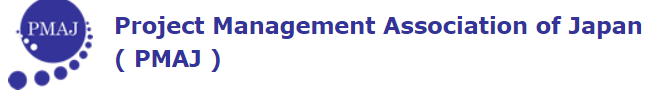 PMAJ
Project Management Association of Japan
( PMAJ )